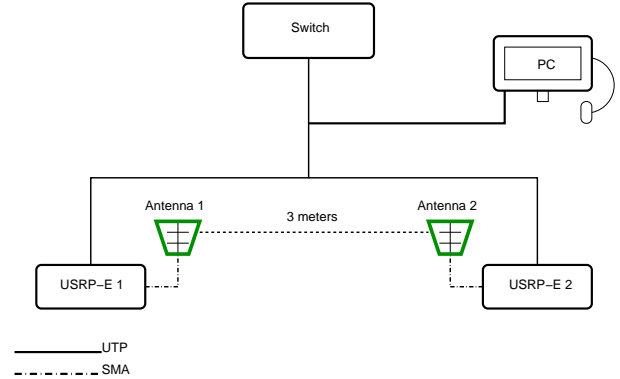 Switch
PC
Antenna 1
Antenna 2
3 meters
USRP−E 1
USRP−E 2
UTP
SMA